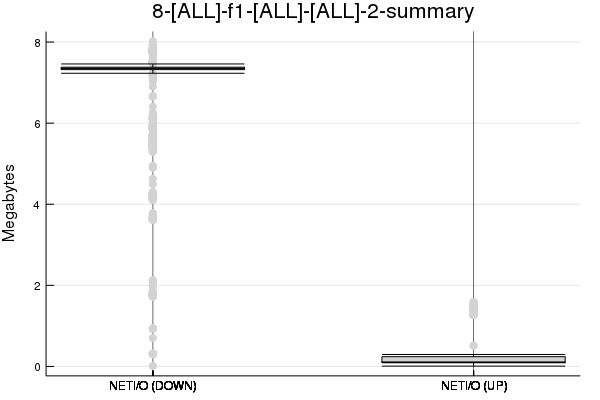 8-[ALL]-f1-[ALL]-[ALL]-2-summary
Megabytes
8
6
4
2
0
NETI/O (DOWN)
NETI/O (UP)